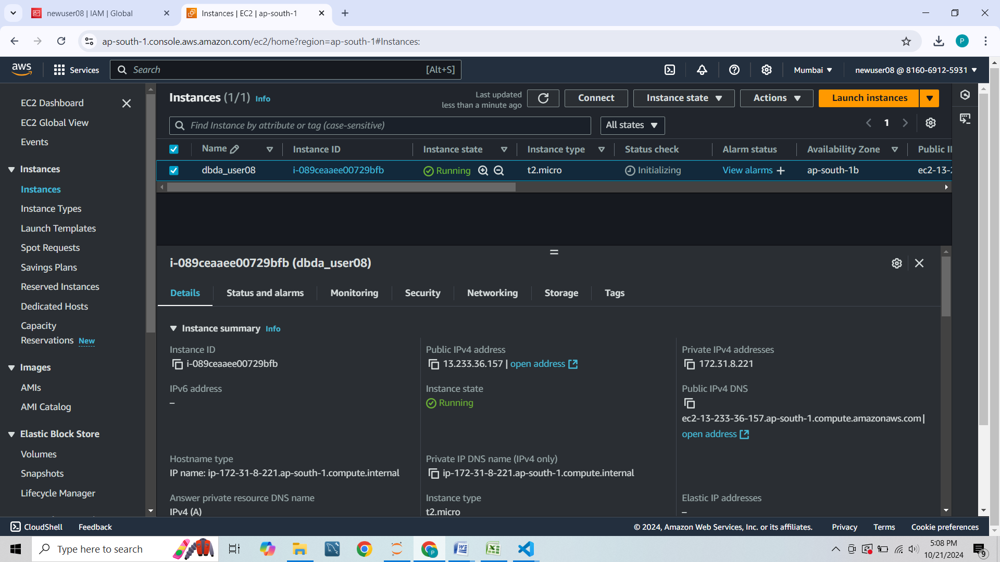 newuser08 | IAM | Global
Instances | EC2 | ap-south-1
ap-south-1.console.aws.amazon.com/ec2/home?region=ap-south-1#Instances:
P
aws
Services
Search
[Alt+S]
Mumbai
newuser08 @ 8160-6912-5931
EC2 Dashboard
EC2 Global View
Events
Instances
Instances
Instance Types
Launch Templates
Spot Requests
Savings Plans
Reserved Instances
Dedicated Hosts
Capacity
Reservations New
Images
AMIs
AMI Catalog
Elastic Block Store
Volumes
Snapshots
Lifecycle Manager
Instances (1/1) Info
Last updated
less than a minute ago
Connect
Instance state
Actions
Launch instances
Find Instance by attribute or tag (case-sensitive)
All states
1
Name Instance ID Instance state Instance type Status check Alarm status Availability Zone Public
dbda_user08 i-089ceaaee00729bfb Running t2.micro Initializing View alarms + ap-south-1b ec2-13-
i-089ceaaee00729bfb (dbda_user08)
Details Status and alarms Monitoring Security Networking Storage Tags
Instance summary Info
Instance ID
i-089ceaaee00729bfb
Public IPv4 address
13.233.36.157 | open address
Private IPv4 addresses
172.31.8.221
IPv6 address
–
Instance state
Running
Public IPv4 DNS
ec2-13-233-36-157.ap-south-1.compute.amazonaws.com |
open address
Hostname type
IP name: ip-172-31-8-221.ap-south-1.compute.internal
Private IP DNS name (IPv4 only)
ip-172-31-8-221.ap-south-1.compute.internal
Answer private resource DNS name
IPv4 (A)
Instance type
t2.micro
Elastic IP addresses
–
CloudShell
Feedback
© 2024, Amazon Web Services, Inc. or its affiliates.
Privacy
Terms
Cookie preferences
Type here to search
5:08 PM
10/21/2024
9